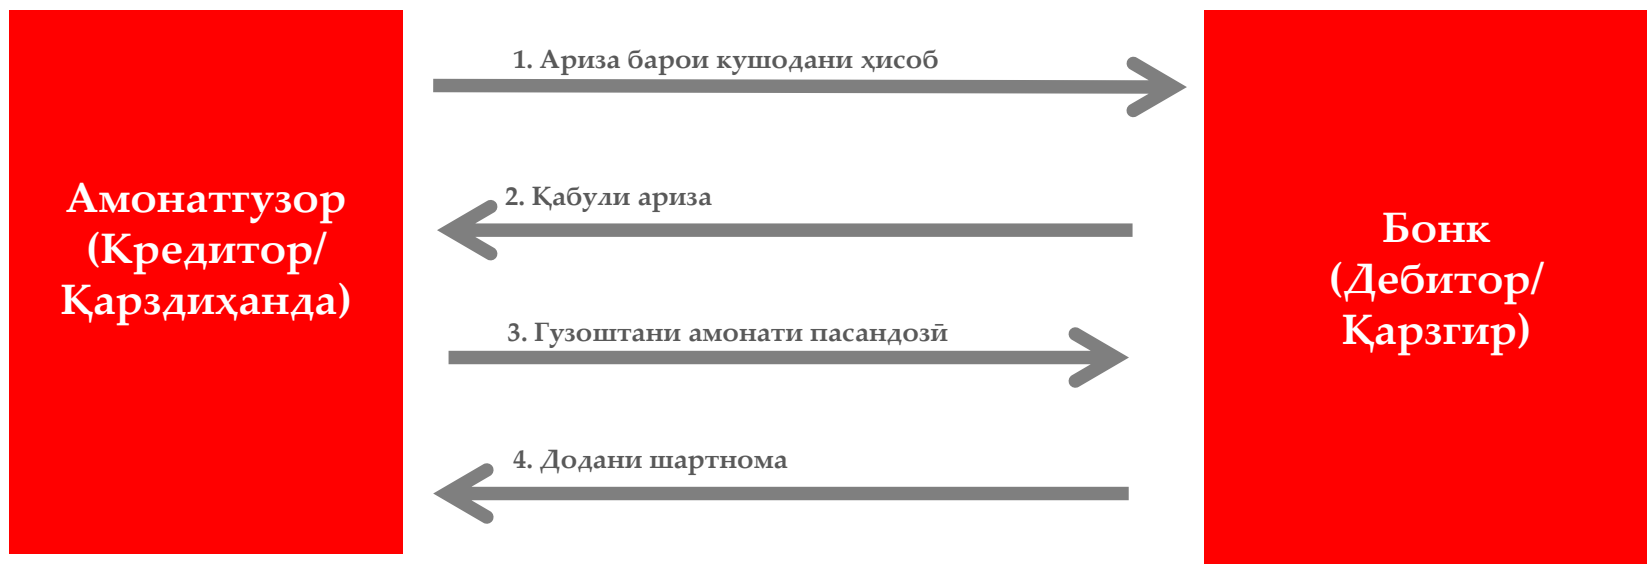 Амонатгузор
(Кредитор/
Қарздиҳанда)
1. Ариза барои кушодани ҳисоб
2. Қабули ариза
3. Гузоштани амонати пасандозӣ
4. Додани шартнома
Бонк
(Дебитор/
Қарзгир)